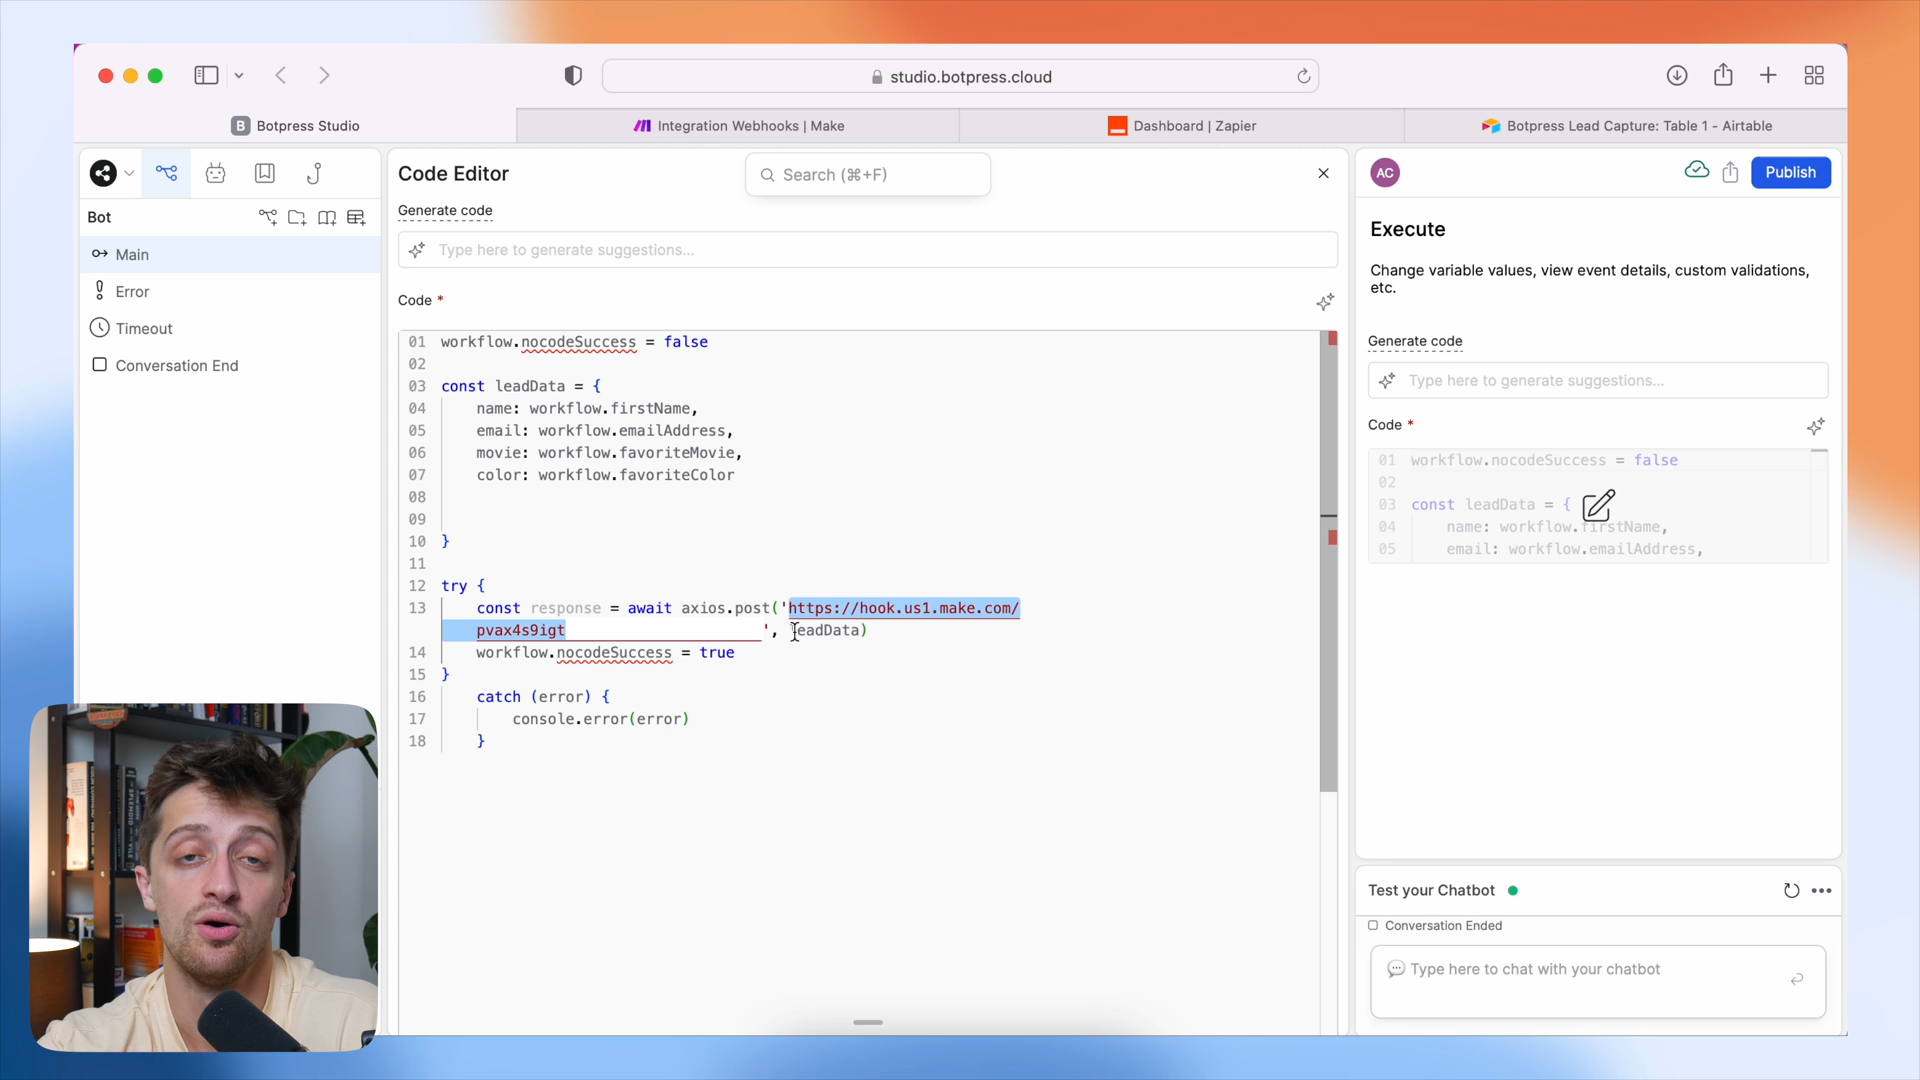 studio.botpress.cloud
B Botpress Studio
Integration Webhooks | Make
Dashboard | Zapier
Botpress Lead Capture: Table 1 - Airtable
Bot
Main
Error
Timeout
Conversation End
Code Editor
Search (⌘+F)
Generate code
Type here to generate suggestions...
Code *
01 workflow.nocodeSuccess = false
02
03 const leadData = {
04 name: workflow.firstName,
05 email: workflow.emailAddress,
06 movie: workflow.favoriteMovie,
07 color: workflow.favoriteColor
08
09
10 }
11
12 try {
13 const response = await axios.post('https://hook.us1.make.com/
pvax4s9igt ', leadData)
14 workflow.nocodeSuccess = true
15 }
16 catch (error) {
17 console.error(error)
18 }
AC
Publish
Execute
Change variable values, view event details, custom validations,
etc.
Generate code
Type here to generate suggestions...
Code *
01 workflow.nocodeSuccess = false
02
03 const leadData = {
04 name: workflow.firstName,
05 email: workflow.emailAddress,
Test your Chatbot
Conversation Ended
Type here to chat with your chatbot